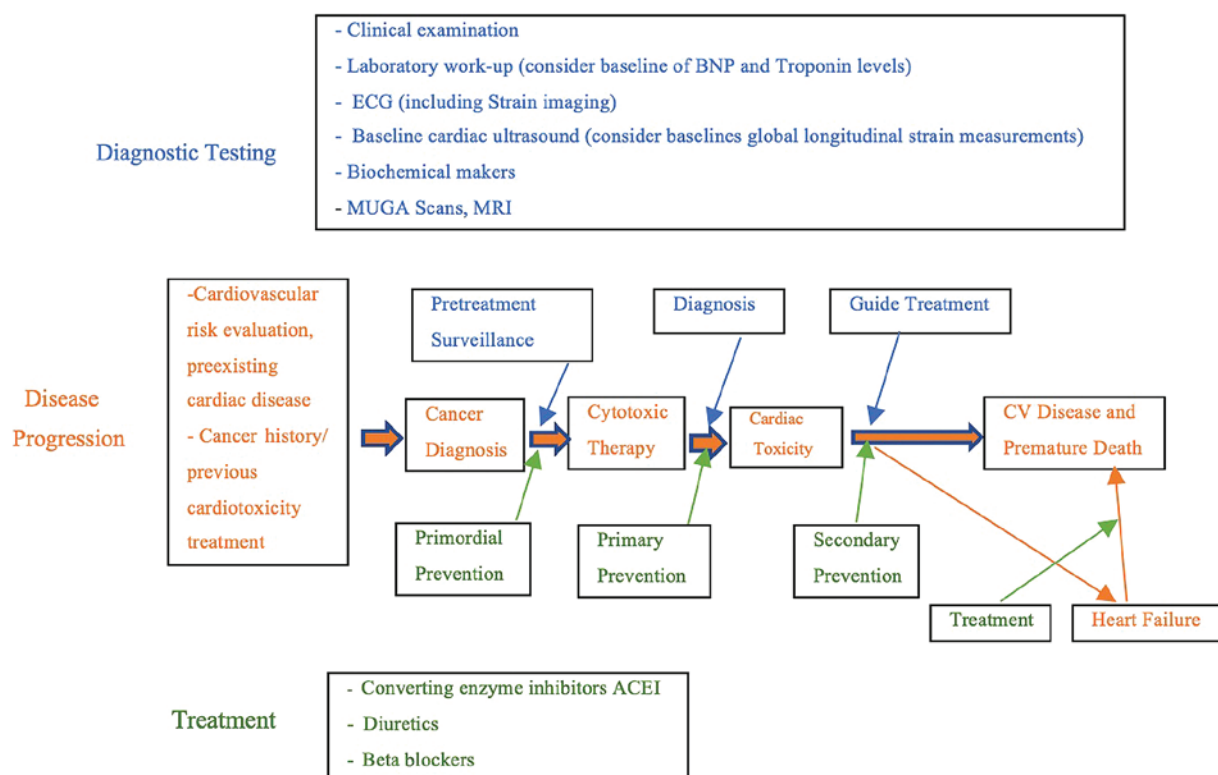 - Clinical examination
- Laboratory work-up (consider baseline of BNP and Troponin levels)
- ECG (including Strain imaging)
- Baseline cardiac ultrasound (consider baselines global longitudinal strain measurements)
- Biochemical makers
- MUGA Scans, MRI
Diagnostic Testing
-Cardiovascular
risk evaluation,
preexisting
cardiac disease
- Cancer history/
previous
cardiotoxicity
treatment
Pretreatment
Surveillance
Diagnosis
Guide Treatment
Disease
Progression
Cancer
Diagnosis
Cytotoxic
Therapy
Cardiac
Toxicity
CV Disease and
Premature Death
Primordial
Prevention
Primary
Prevention
Secondary
Prevention
Treatment
Heart Failure
Treatment
- Converting enzyme inhibitors ACEI
- Diuretics
- Beta blockers